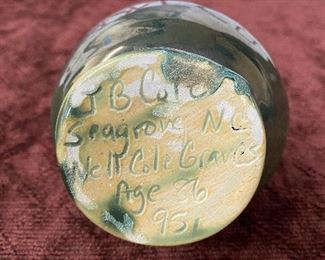 J B Cole
Seagrove NC
Nell Cole Graves
Age 86
95